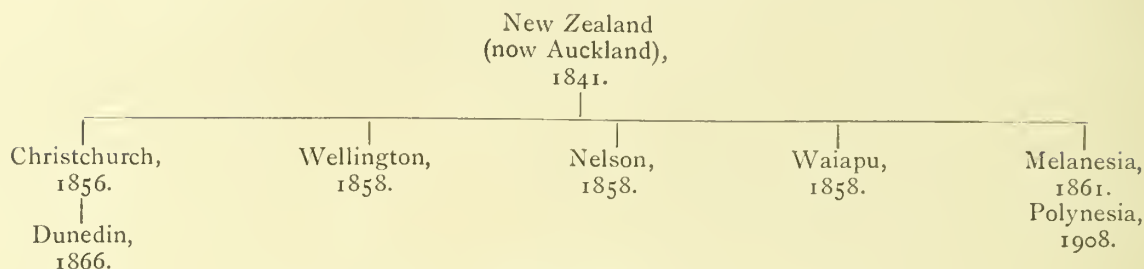 New Zealand
(now Auckland),
1841.
Christchurch,
1856.
Dunedin,
1866.
Wellington,
1858.
Nelson,
1858.
Waiapu,
1858.
Melanesia,
1861.
Polynesia,
1908.